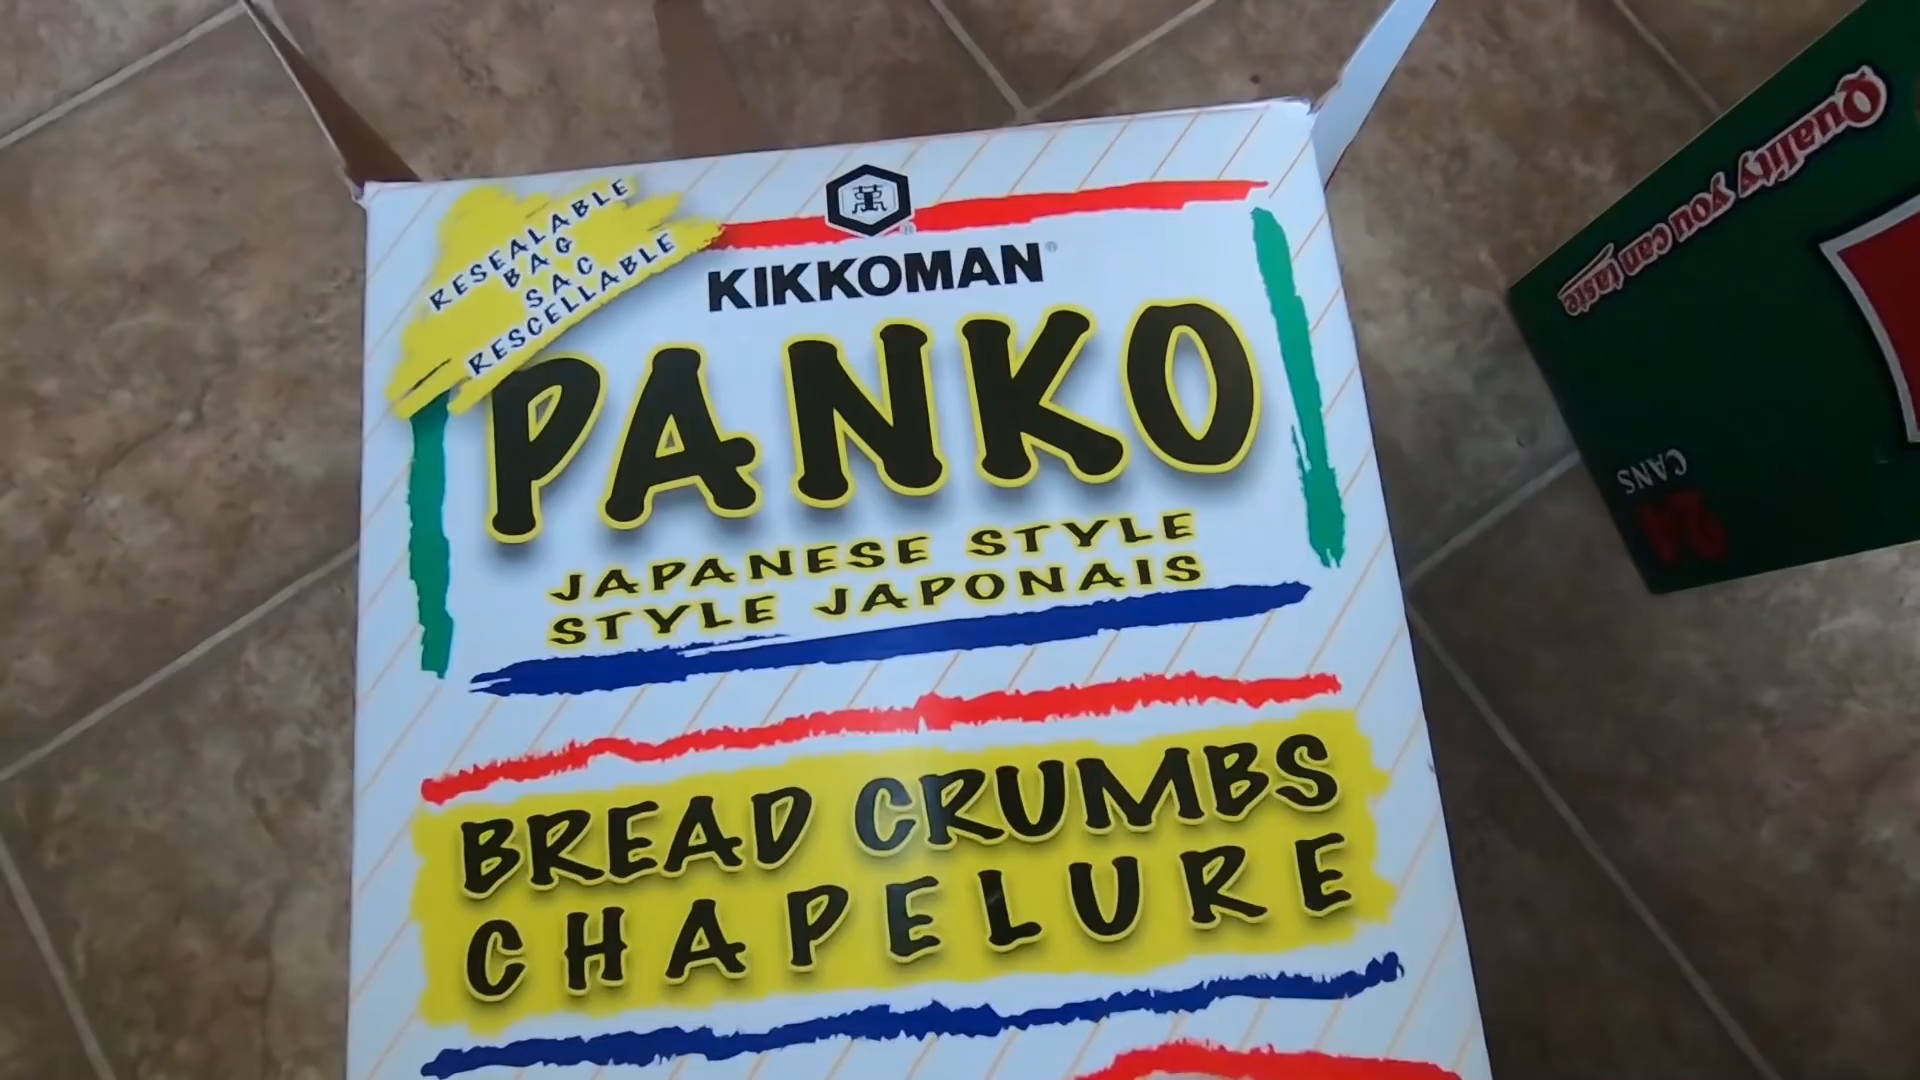 RESEALABLE
BAG
SAC
RESCELLABLE
萬
KIKKOMAN®
PANKO
JAPANESE STYLE
STYLE JAPONAIS
BREAD CRUMBS
CHAPELURE
Quality you can taste
24
CANS